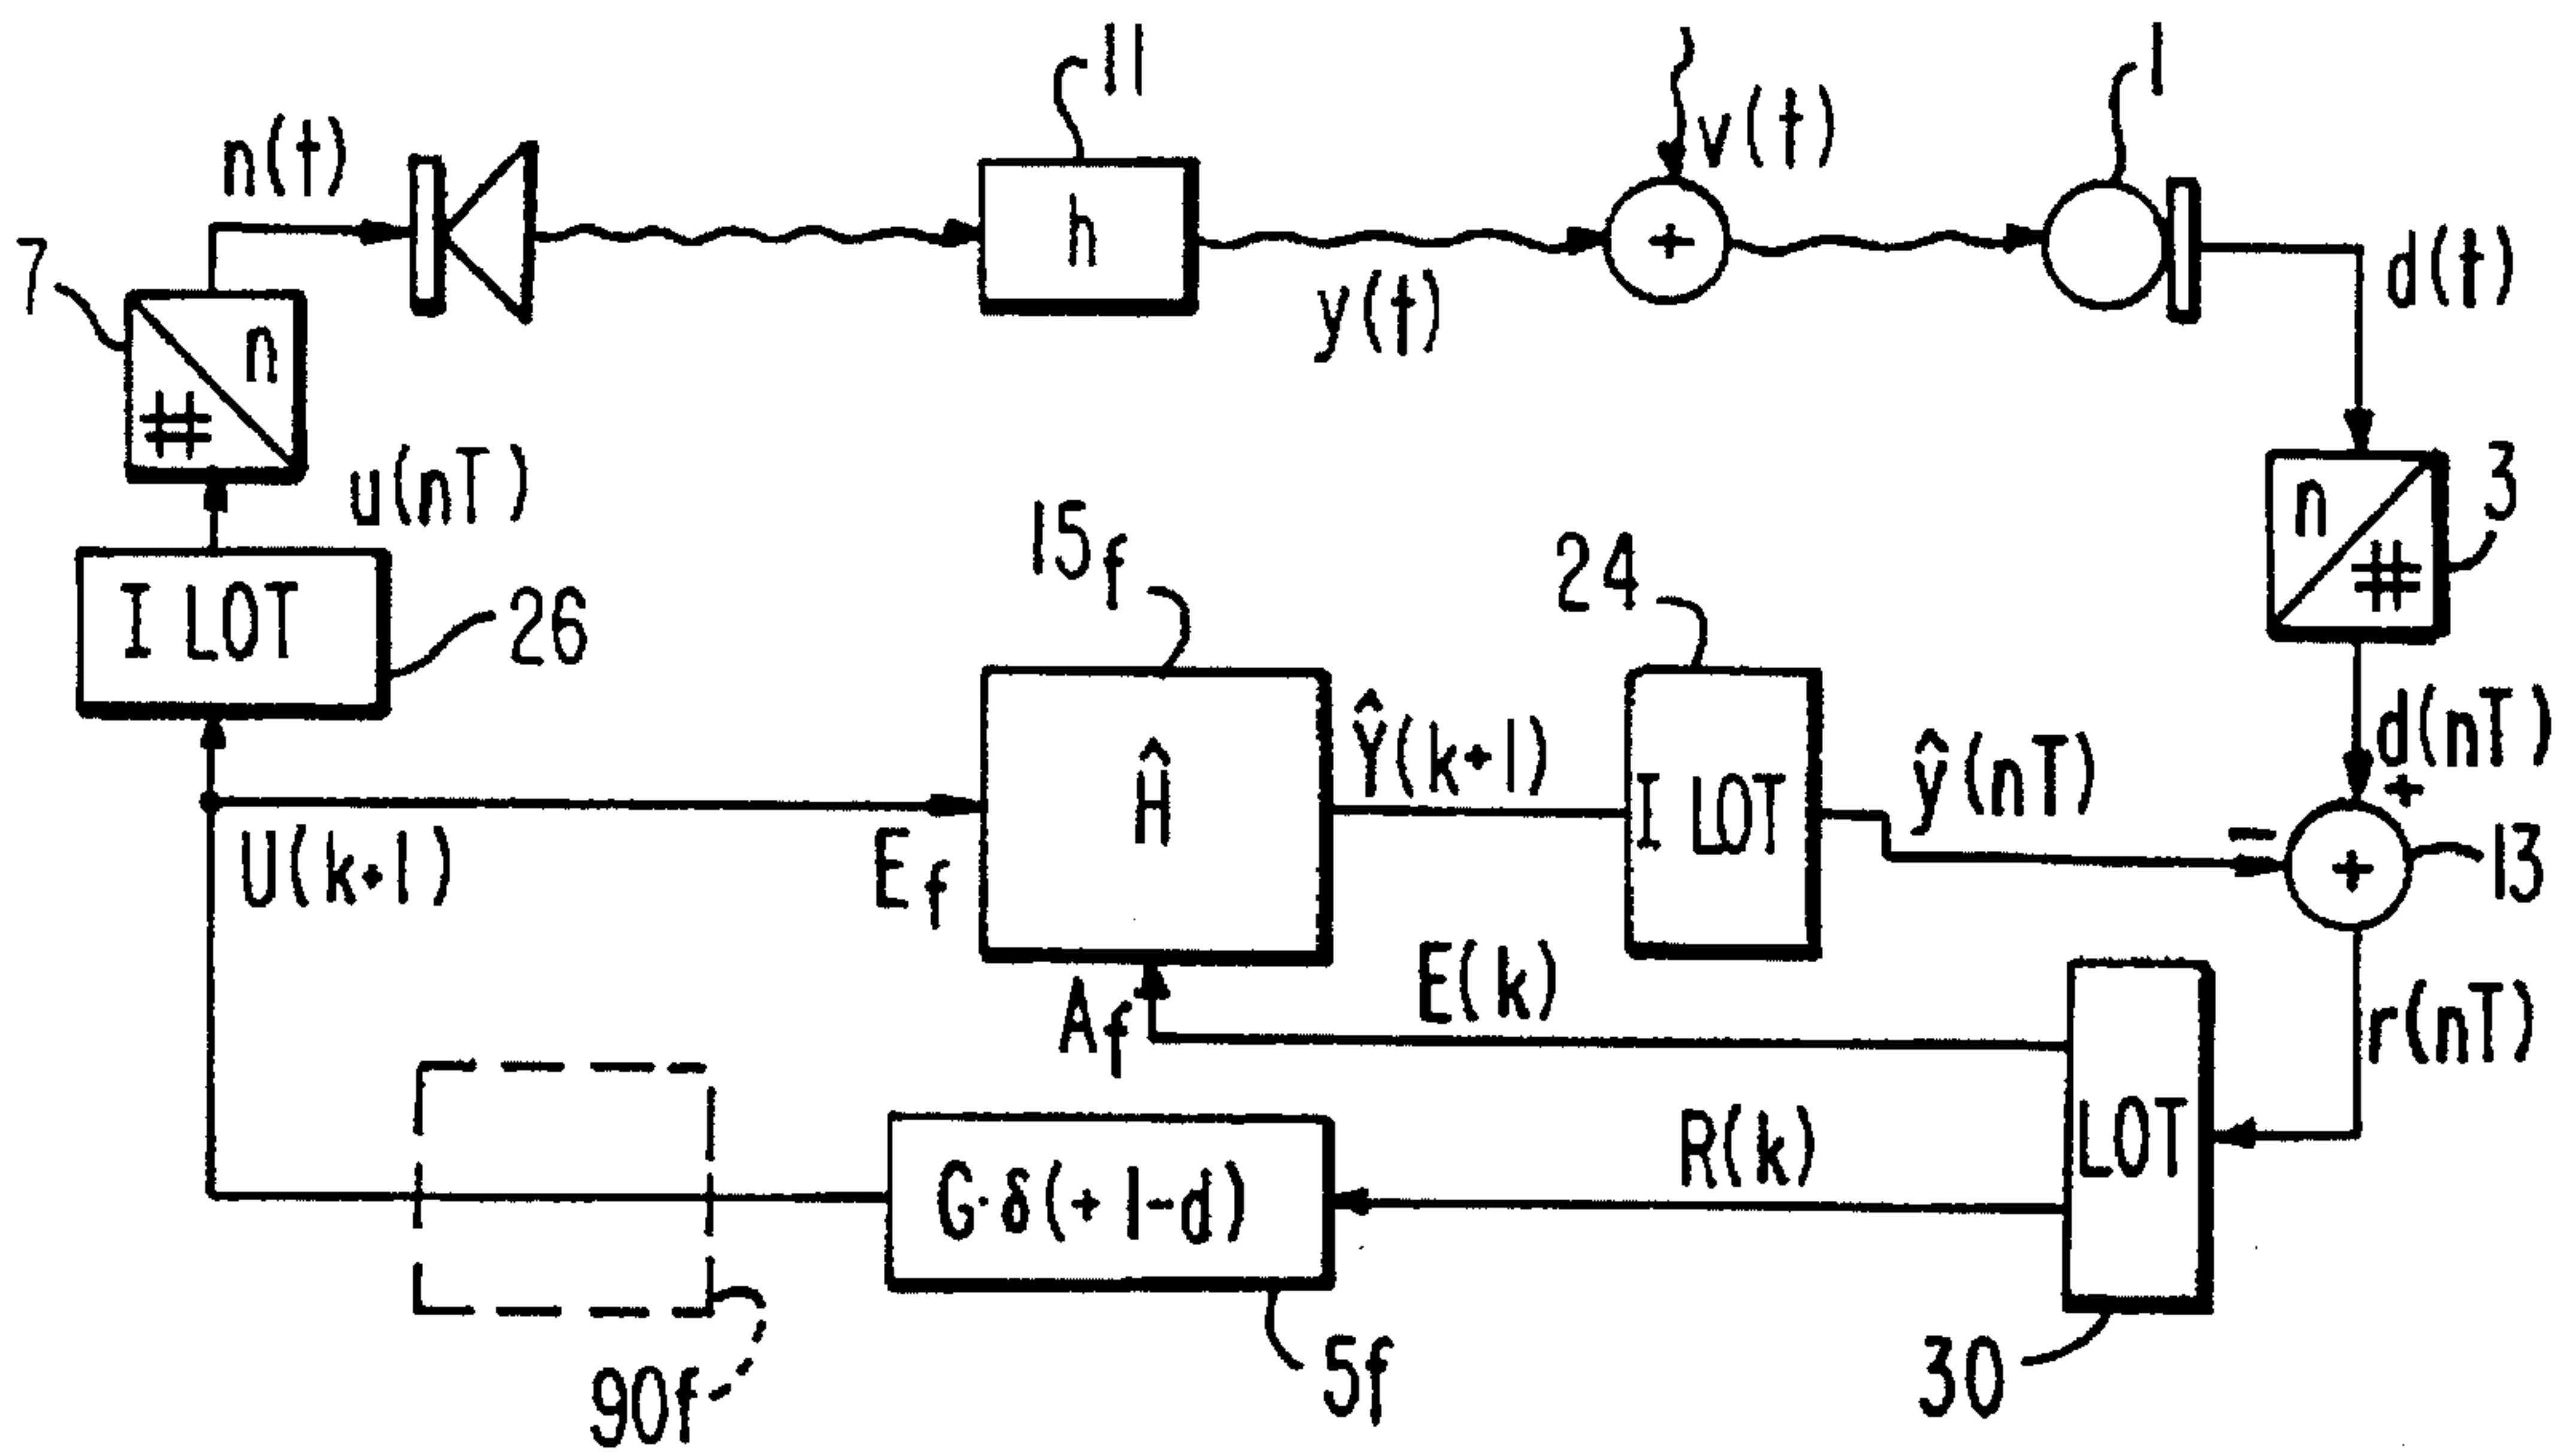 11
1
v(t)
n(t)
7
h
+
d(t)
y(t)
n
#
u(nT)
n
#
3
15f
24
I LOT
26
Ĥ
Ŷ(k+1)
I LOT
ŷ(nT)
d(nT)
+
−
+
13
U(k+1)
Ef
E(k)
Af
r(nT)
R(k)
LOT
G·δ(+1-d)
90f
5f
30